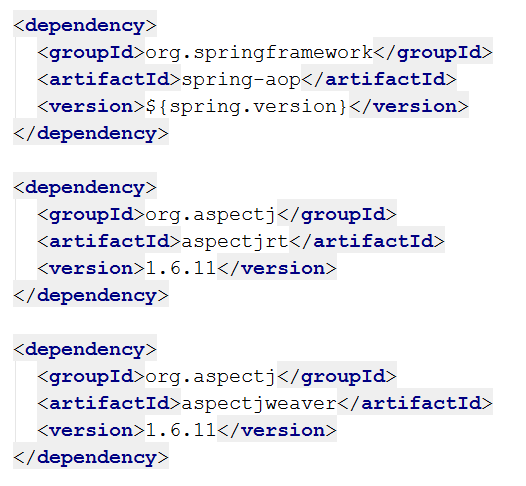 <dependency>
<groupId>org.springframework</groupId>
<artifactId>spring-aop</artifactId>
<version>${spring.version}</version>
</dependency>
<dependency>
<groupId>org.aspectj</groupId>
<artifactId>aspectjrt</artifactId>
<version>1.6.11</version>
</dependency>
<dependency>
<groupId>org.aspectj</groupId>
<artifactId>aspectjweaver</artifactId>
<version>1.6.11</version>
</dependency>